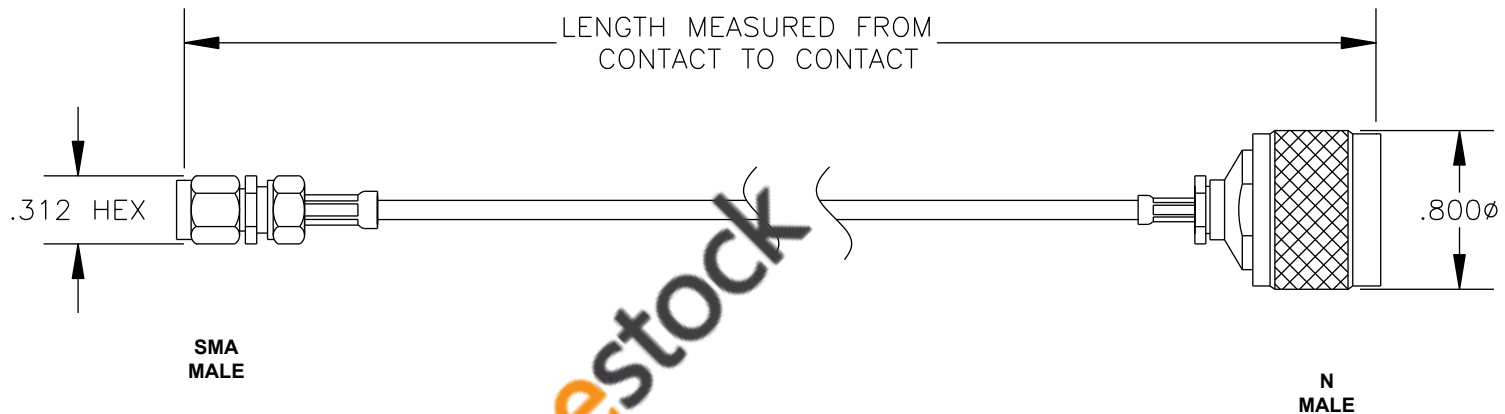 LENGTH MEASURED FROM
CONTACT TO CONTACT
.312 HEX
.800ø
SMA
MALE
N
MALE
estock